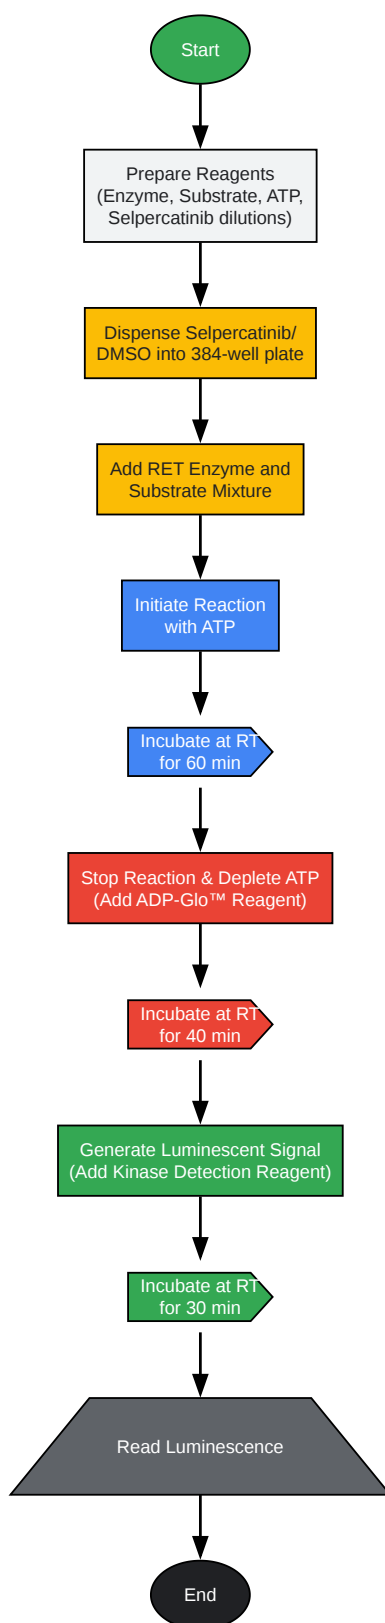 Start
Prepare Reagents
(Enzyme, Substrate, ATP,
Selpercatinib dilutions)
Dispense Selpercatinib/
DMSO into 384-well plate
Add RET Enzyme and
Substrate Mixture
Initiate Reaction
with ATP
Incubate at RT
for 60 min
Stop Reaction & Deplete ATP
(Add ADP-Glo™ Reagent)
Incubate at RT
for 40 min
Generate Luminescent Signal
(Add Kinase Detection Reagent)
Incubate at RT
for 30 min
Read Luminescence
End